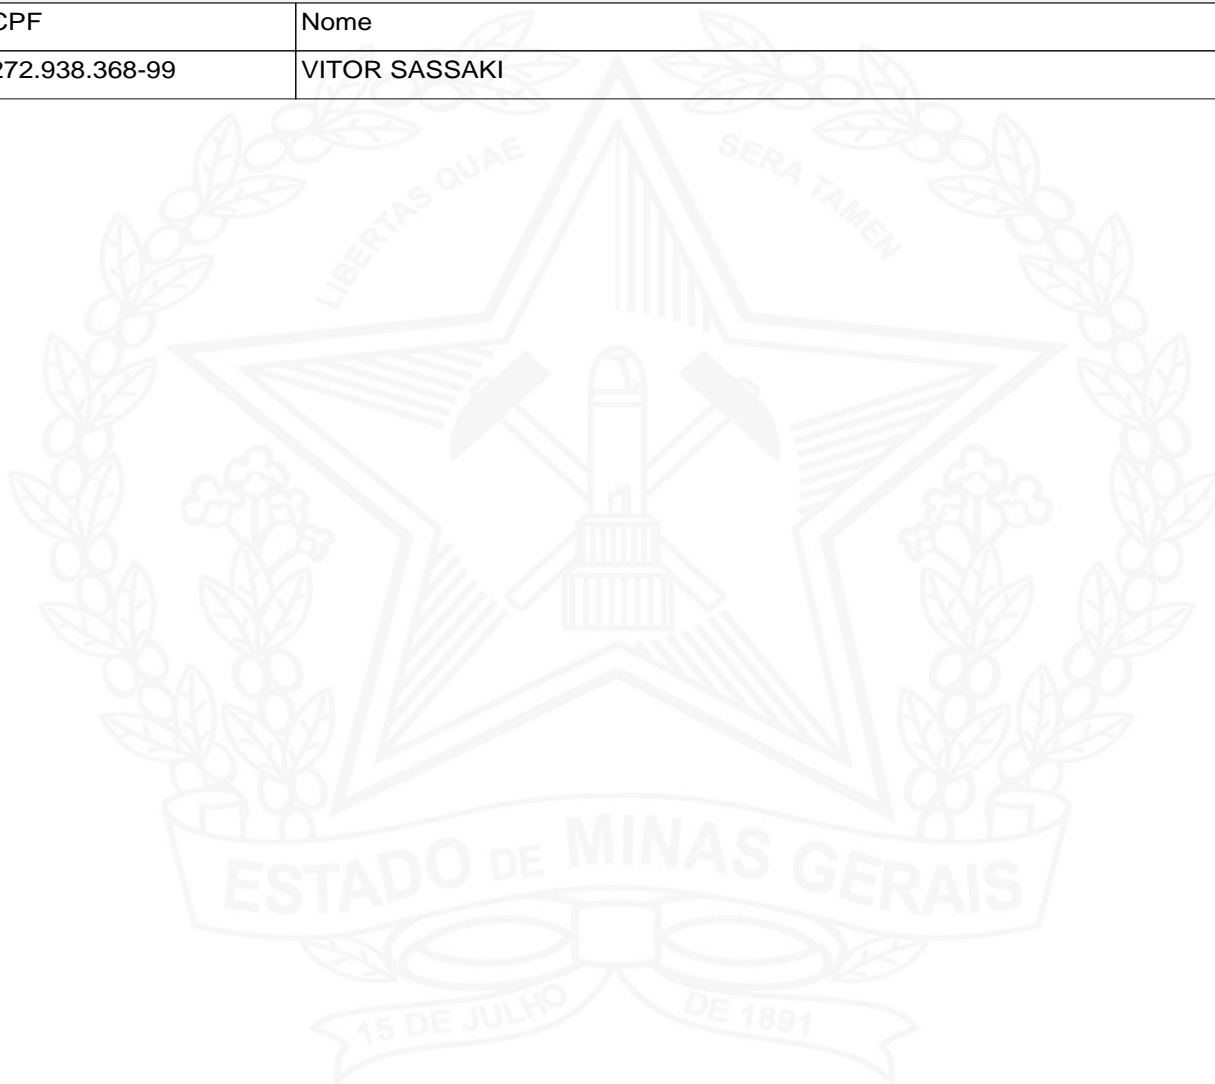 CPF Nome
272.938.368-99 VITOR SASSAKI
LIBERTAS QUAE SERA TAMEN
ESTADO DE MINAS GERAIS
15 DE JULHO DE 1891